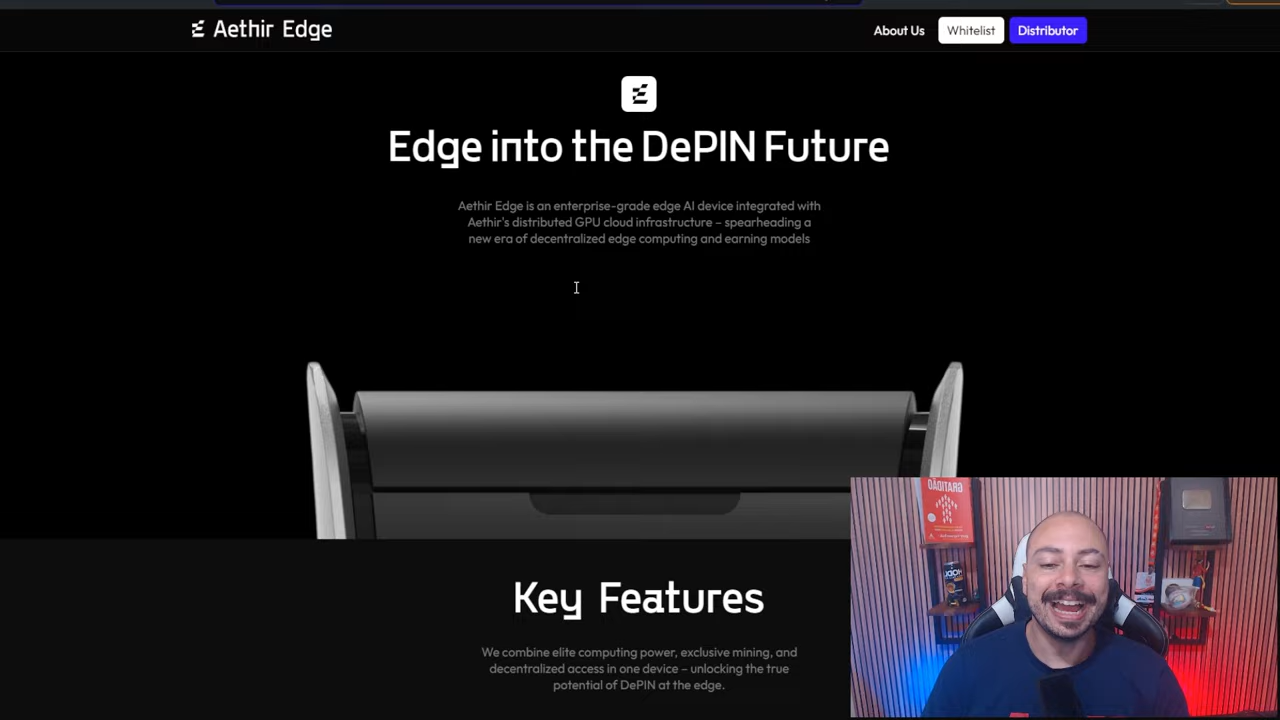 Aethir Edge
About Us
Whitelist
Distributor
Edge into the DePIN Future
Aethir Edge is an enterprise-grade edge AI device integrated with
Aethir's distributed GPU cloud infrastructure – spearheading a
new era of decentralized edge computing and earning models
Key Features
We combine elite computing power, exclusive mining, and
decentralized access in one device – unlocking the true
potential of DePIN at the edge.
GRATIDÃO